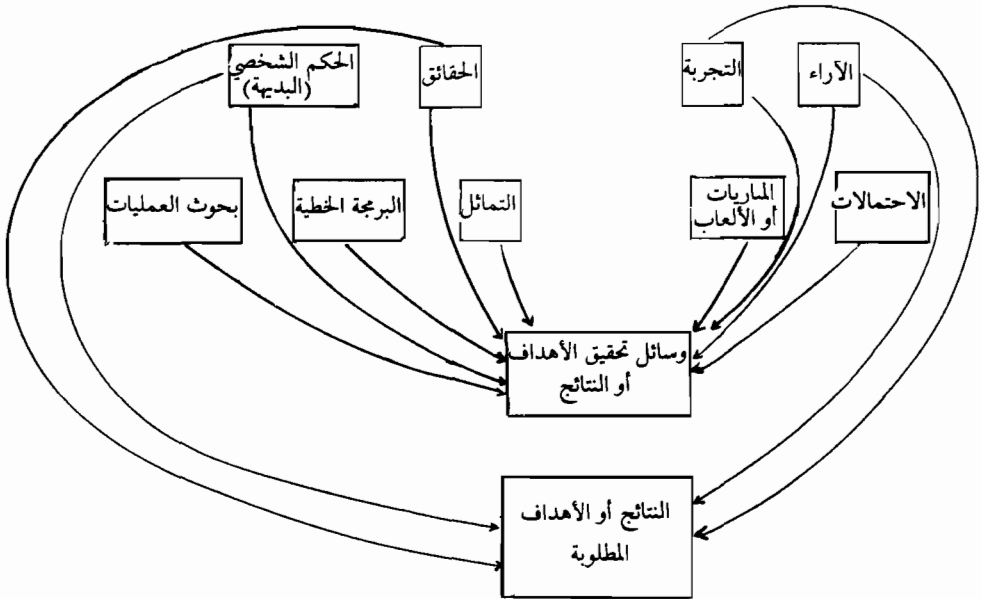 الآراء
التجربة
الحقائق
الحكم الشخصي
(البديهة)
الاحتمالات
المباريات
أو الألعاب
التماثل
البرمجة الخطية
بحوث العمليات
وسائل تحقيق الأهداف
أو النتائج
النتائج أو الأهداف
المطلوبة